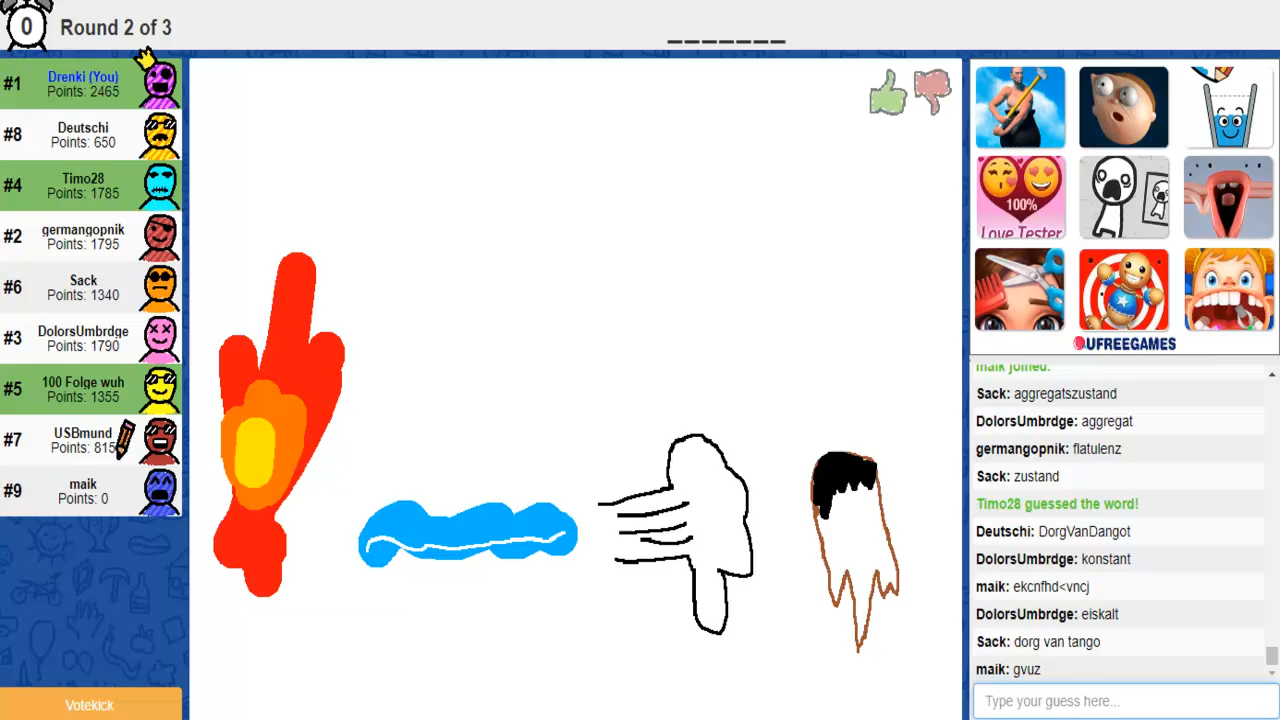 0
Round 2 of 3
_______
#1 Drenki (You)
Points: 2465
#8 Deutschi
Points: 650
#4 Timo28
Points: 1785
#2 germangopnik
Points: 1795
#6 Sack
Points: 1340
#3 DolorsUmbrdge
Points: 1790
#5 100 Folge wuh
Points: 1355
#7 USBmund
Points: 815
#9 maik
Points: 0
Votekick
100%
Love Tester
UFREEGAMES
maik joined.
Sack: aggregatszustand
DolorsUmbrdge: aggregat
germangopnik: flatulenz
Sack: zustand
Timo28 guessed the word!
Deutschi: DorgVanDangot
DolorsUmbrdge: konstant
maik: ekcnfhd<vncj
DolorsUmbrdge: eiskalt
Sack: dorg van tango
maik: gvuz
Type your guess here...